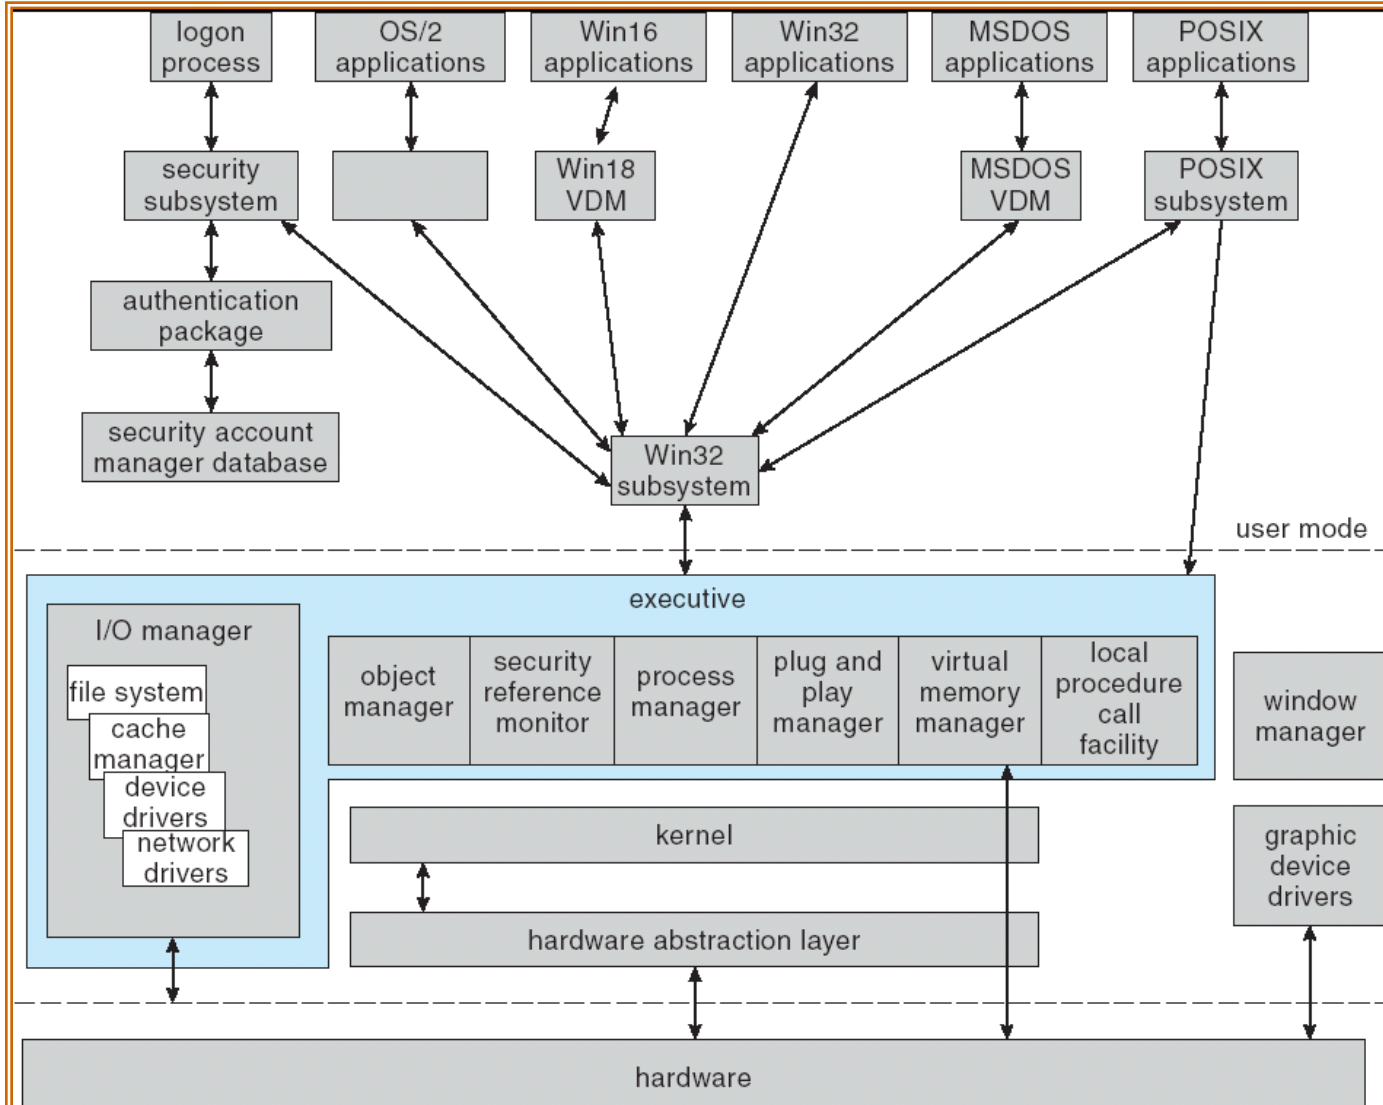 logon
process
OS/2
applications
Win16
applications
Win32
applications
MSDOS
applications
POSIX
applications
security
subsystem
Win18
VDM
MSDOS
VDM
POSIX
subsystem
authentication
package
security account
manager database
Win32
subsystem
user mode
executive
I/O manager
file system
cache
manager
device
drivers
network
drivers
object
manager
security
reference
monitor
process
manager
plug and
play
manager
virtual
memory
manager
local
procedure
call
facility
window
manager
kernel
graphic
device
drivers
hardware abstraction layer
hardware